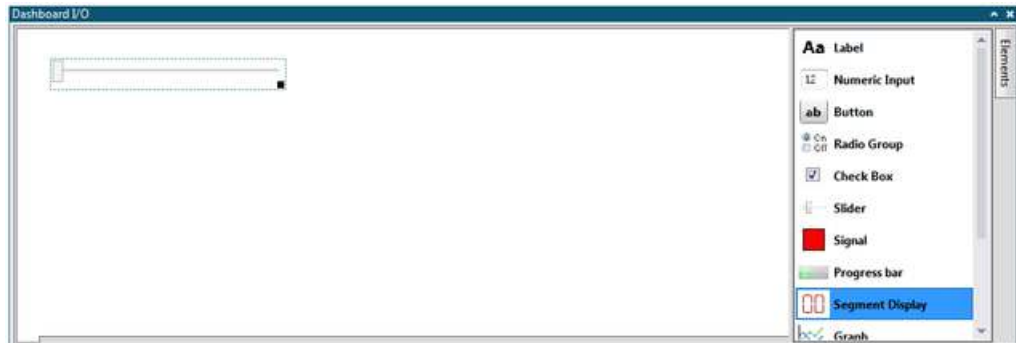 Dashboard I/O
Aa Label
12 Numeric Input
ab Button
On
Off Radio Group
Check Box
Slider
Signal
Progress bar
Segment Display
Graph
Elements